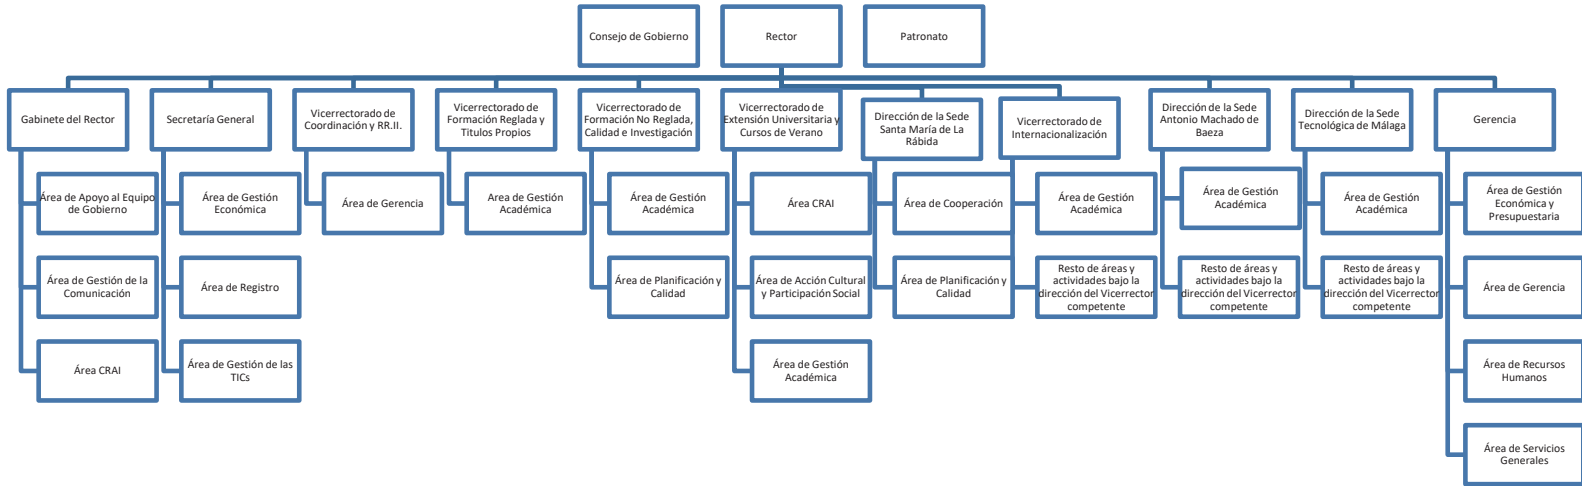 Consejo de Gobierno
Rector
Patronato
Gabinete del Rector
Secretaría General
Vicerrectorado de
Coordinación y RR.II.
Vicerrectorado de
Formación Reglada y
Titulos Propios
Vicerrectorado de
Formación No Reglada,
Calidad e Investigación
Vicerrectorado de
Extensión Universitaria y
Cursos de Verano
Dirección de la Sede
Santa María de La
Rábida
Vicerrectorado de
Internacionalización
Dirección de la Sede
Antonio Machado de
Baeza
Dirección de la Sede
Tecnológica de Málaga
Gerencia
Área de Apoyo al Equipo
de Gobierno
Área de Gestión
Económica
Área de Gerencia
Area de Gestión
Académica
Área de Gestión
Académica
Área CRAI
Área de Cooperación
Área de Gestión
Académica
Área de Gestión
Académica
Área de Gestión
Académica
Área de Gestión
Económica y
Presupuestaria
Área de Gestión de la
Comunicación
Área de Registro
Área de Planificación y
Calidad
Área de Acción Cultural
y Participación Social
Área de Planificación y
Calidad
Resto de áreas y
actividades bajo la
dirección del Vicerrector
competente
Resto de áreas y
actividades bajo la
dirección del Vicerrector
competente
Resto de áreas y
actividades bajo la
dirección del Vicerrector
competente
Área de Gerencia
Área CRAI
Área de Gestión de las
TICs
Área de Gestión
Académica
Área de Recursos
Humanos
Área de Servicios
Generales